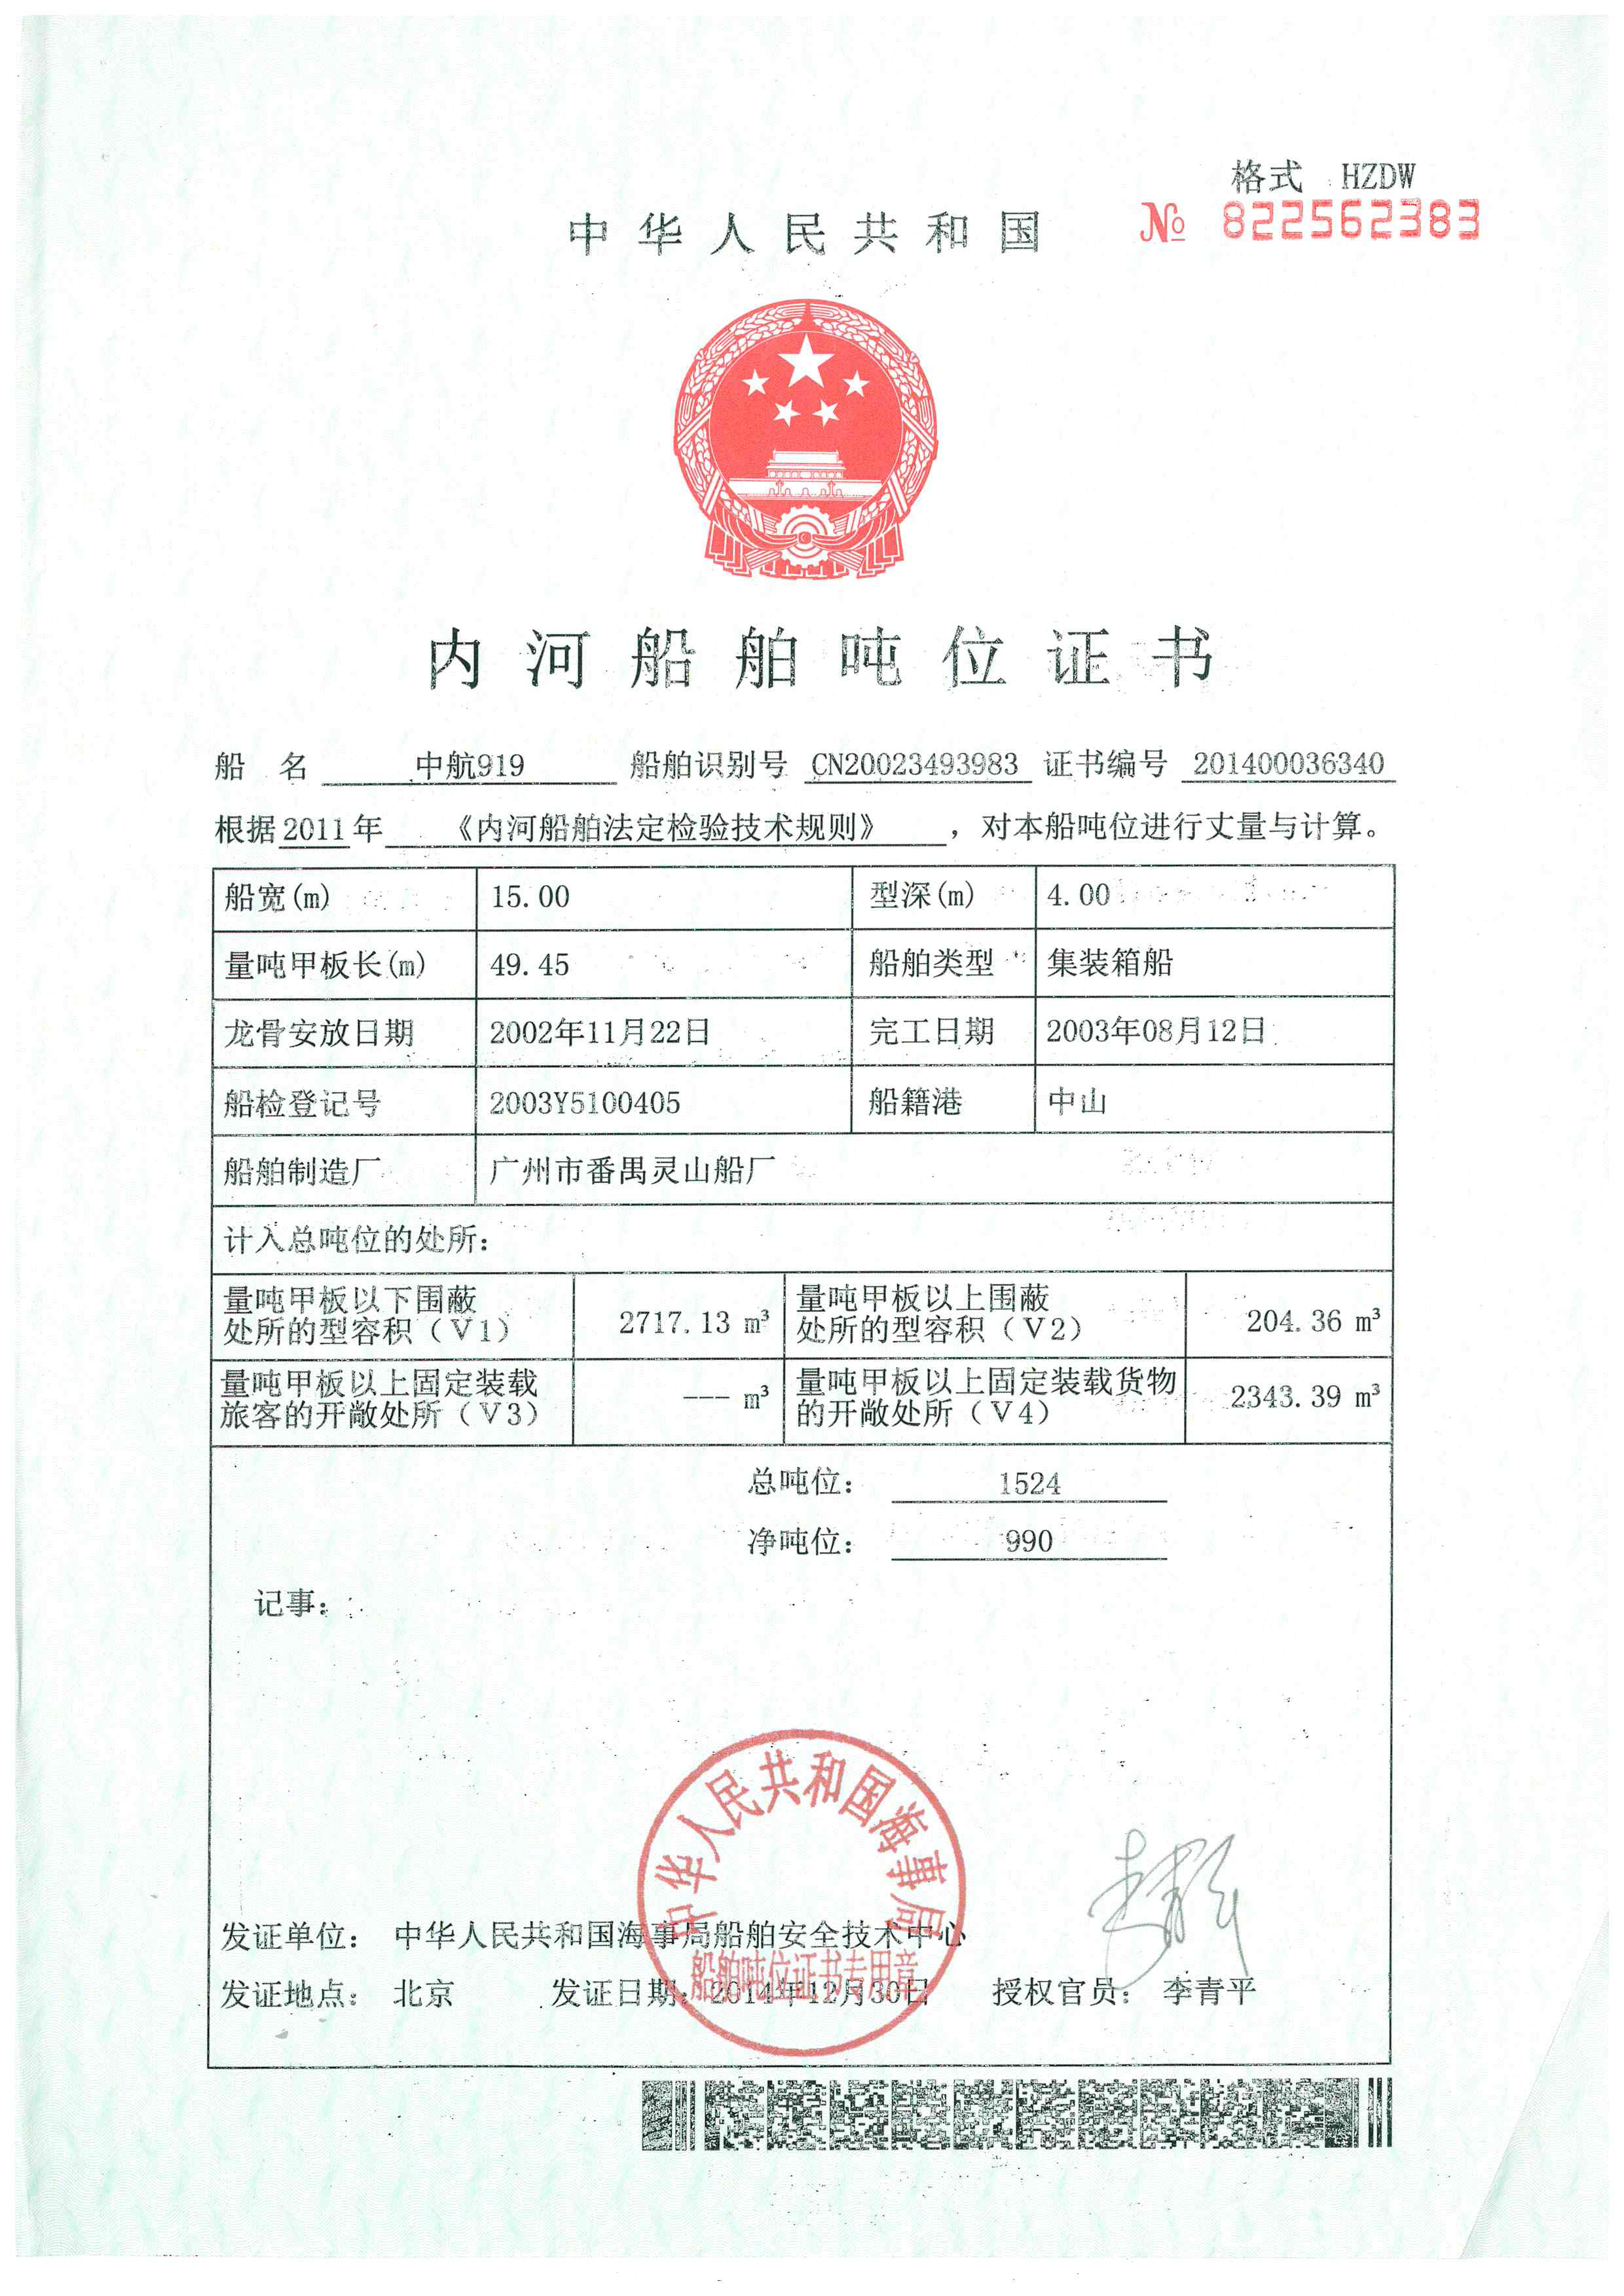 格式 HZDW
中华人民共和国 № 822562383
内河船舶吨位证书
船 名 中航919 船舶识别号 CN20023493983 证书编号 201400036340
根据2011年 《内河船舶法定检验技术规则》 ，对本船吨位进行丈量与计算。
船宽(m) 15.00 型深(m) 4.00
量吨甲板长(m) 49.45 船舶类型 集装箱船
龙骨安放日期 2002年11月22日 完工日期 2003年08月12日
船检登记号 2003Y5100405 船籍港 中山
船舶制造厂 广州市番禺灵山船厂
计入总吨位的处所：
量吨甲板以下围蔽
处所的型容积（V1） 2717.13 m³
量吨甲板以上围蔽
处所的型容积（V2） 204.36 m³
量吨甲板以上固定装载
旅客的开敞处所（V3） --- m³
量吨甲板以上固定装载货物
的开敞处所（V4） 2343.39 m³
总吨位： 1524
净吨位： 990
记事：
中华人民共和国海事局
船舶吨位证书专用章
发证单位： 中华人民共和国海事局船舶安全技术中心
发证地点： 北京 发证日期： 2014年12月30日 授权官员： 李青平